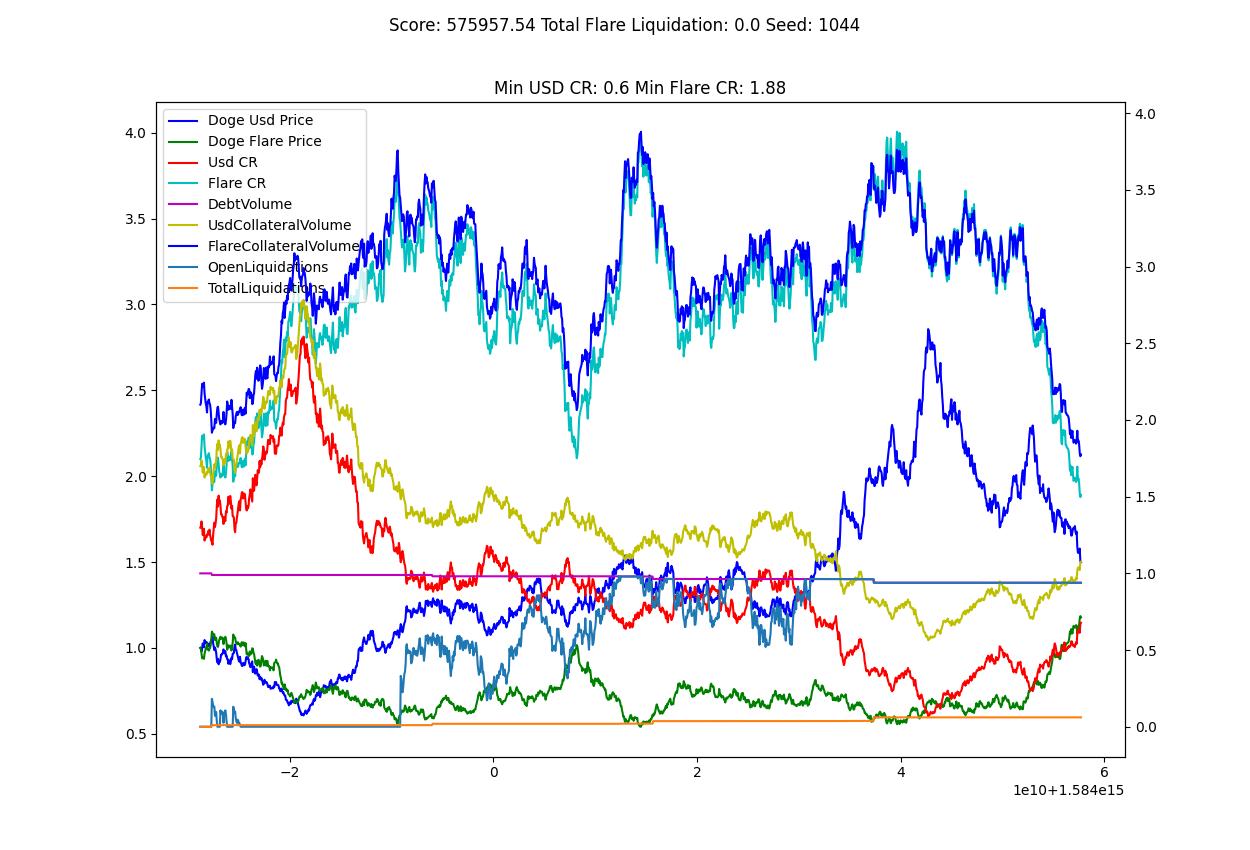 Score: 575957.54 Total Flare Liquidation: 0.0 Seed: 1044
Min USD CR: 0.6 Min Flare CR: 1.88
Doge Usd Price
Doge Flare Price
Usd CR
Flare CR
DebtVolume
UsdCollateralVolume
FlareCollateralVolume
OpenLiquidations
TotalLiquidations
4.0
3.5
3.0
2.5
2.0
1.5
1.0
0.5
4.0
3.5
3.0
2.5
2.0
1.5
1.0
0.5
0.0
−2 0 2 4 6
1e10+1.584e15